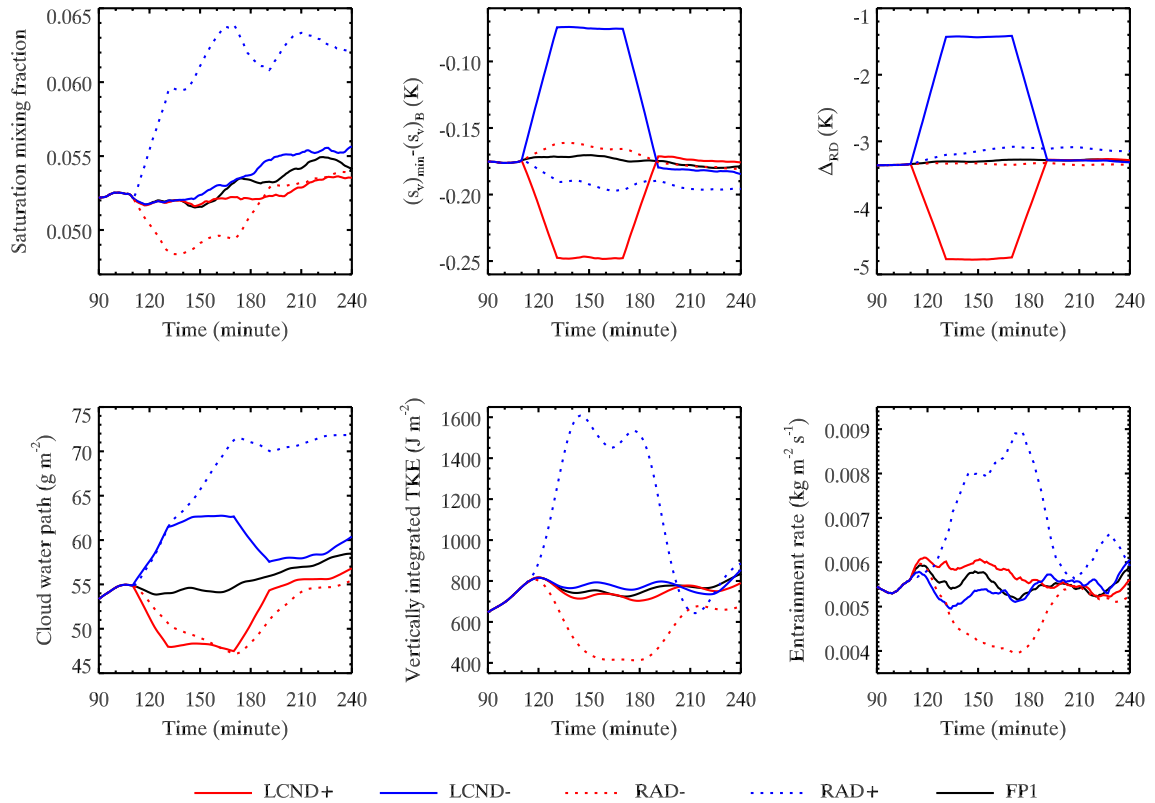 Saturation mixing fraction
0.065
0.060
0.055
0.050
90 120 150 180 210 240
Time (minute)
(sᵥ)ₘᵢₙ-(sᵥ)_B (K)
-0.10
-0.15
-0.20
-0.25
90 120 150 180 210 240
Time (minute)
Δ_RD (K)
0
-1
-2
-3
-4
-5
90 120 150 180 210 240
Time (minute)
Cloud water path (g m⁻²)
75
70
65
60
55
50
45
90 120 150 180 210 240
Time (minute)
Vertically integrated TKE (J m⁻²)
1600
1400
1200
1000
800
600
400
90 120 150 180 210 240
Time (minute)
Entrainment rate (kg m⁻² s⁻¹)
0.009
0.008
0.007
0.006
0.005
0.004
90 120 150 180 210 240
Time (minute)
LCND+ LCND- RAD- RAD+ FP1